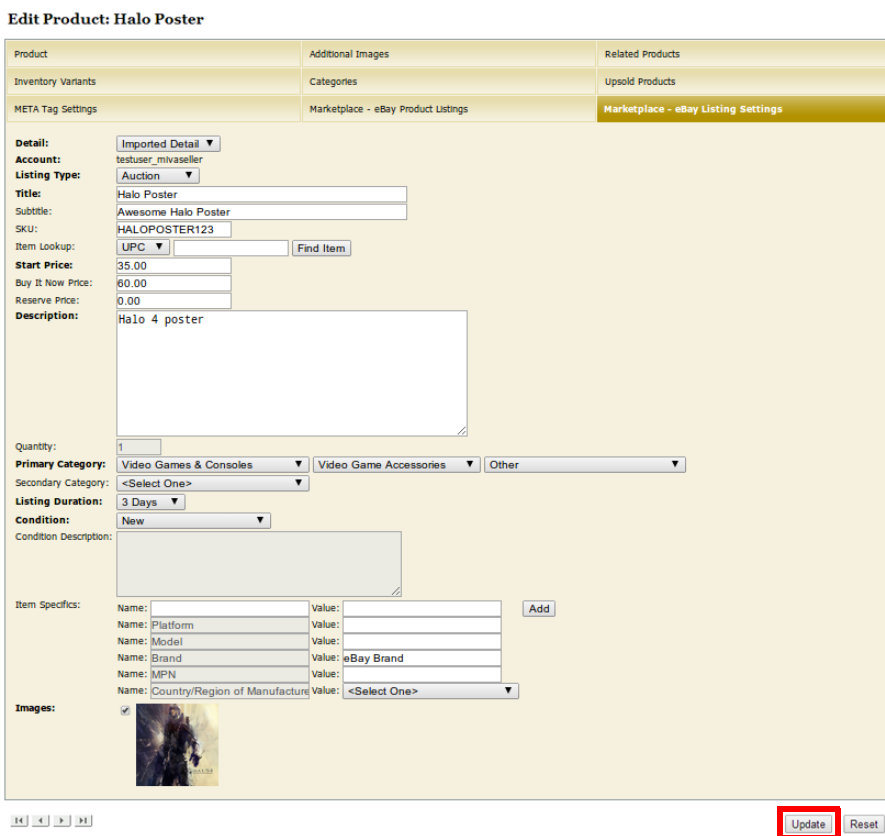 Edit Product: Halo Poster
Product Additional Images Related Products
Inventory Variants Categories Upsold Products
META Tag Settings Marketplace - eBay Product Listings Marketplace - eBay Listing Settings
Detail: Imported Detail
Account: testuser_mivaseller
Listing Type: Auction
Title: Halo Poster
Subtitle: Awesome Halo Poster
SKU: HALOPOSTER123
Item Lookup: UPC Find Item
Start Price: 35.00
Buy It Now Price: 60.00
Reserve Price: 0.00
Description: Halo 4 poster
Quantity: 1
Primary Category: Video Games & Consoles Video Game Accessories Other
Secondary Category: <Select One>
Listing Duration: 3 Days
Condition: New
Condition Description:
Item Specifics: Name: Value: Add
Name: Platform Value:
Name: Model Value:
Name: Brand Value: eBay Brand
Name: MPN Value:
Name: Country/Region of Manufacture Value: <Select One>
Images:
Update Reset